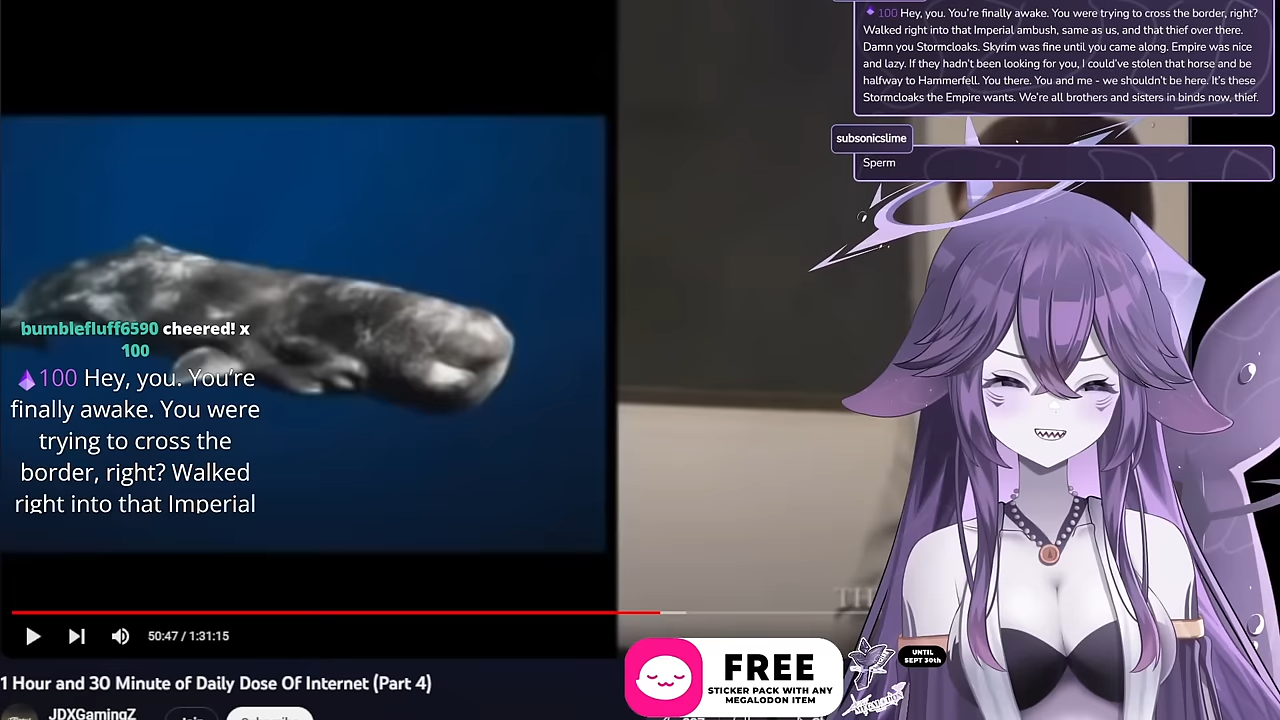 100 Hey, you. You're finally awake. You were trying to cross the border, right?
Walked right into that Imperial ambush, same as us, and that thief over there.
Damn you Stormcloaks. Skyrim was fine until you came along. Empire was nice
and lazy. If they hadn't been looking for you, I could've stolen that horse and be
halfway to Hammerfell. You there. You and me - we shouldn't be here. It's these
Stormcloaks the Empire wants. We're all brothers and sisters in binds now, thief.
subsonicslime
Sperm
bumblefluff6590 cheered! x
100
100 Hey, you. You're
finally awake. You were
trying to cross the
border, right? Walked
right into that Imperial
TH
50:47 / 1:31:15
FREE
STICKER PACK WITH ANY
MEGALODON ITEM
UNTIL
SEPT 30th
1 Hour and 30 Minute of Daily Dose Of Internet (Part 4)
JDXGamingZ
Join
Subscribe